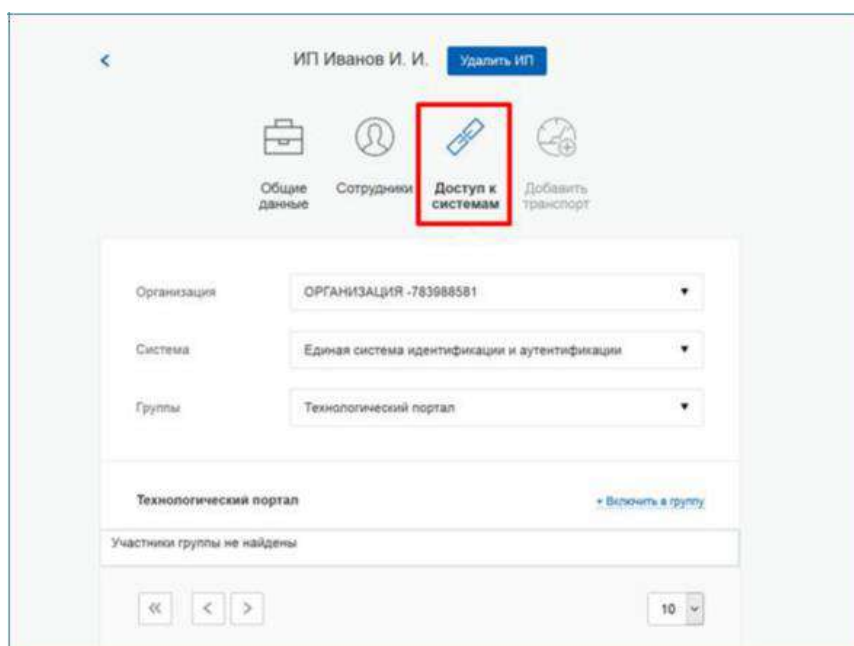 ИП Иванов И. И.
Удалить ИП
Общие
данные
Сотрудники
Доступ к
системам
Добавить
транспорт
Организация
ОРГАНИЗАЦИЯ -783988581
Система
Единая система идентификации и аутентификации
Группы
Технологический портал
Технологический портал
+ Включить в группу
Участники группы не найдены
10